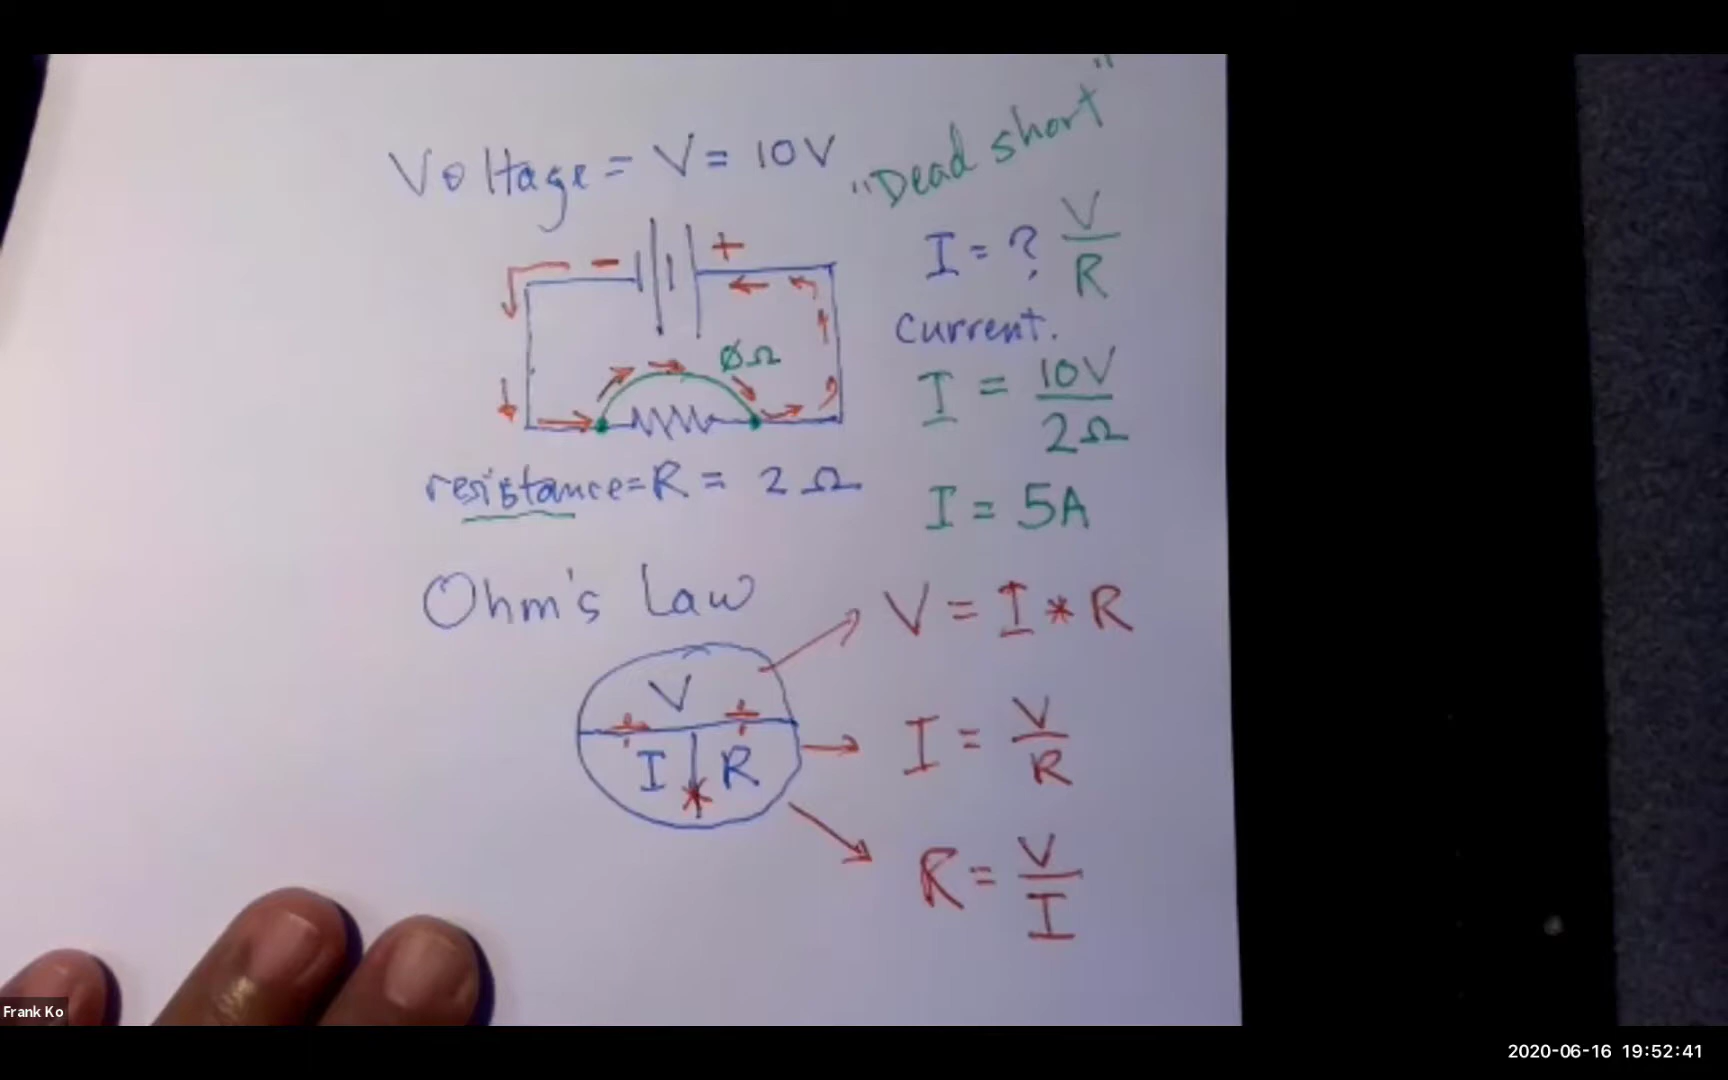 Voltage = V = 10V
"Dead short"
I = ? V/R
- +
Current.
ØΩ
I = 10V/2Ω
resistance = R = 2Ω
I = 5A
Ohm's Law
V = I * R
V
÷ ÷
I * R
I = V/R
R = V/I
Frank Ko
2020-06-16 19:52:41